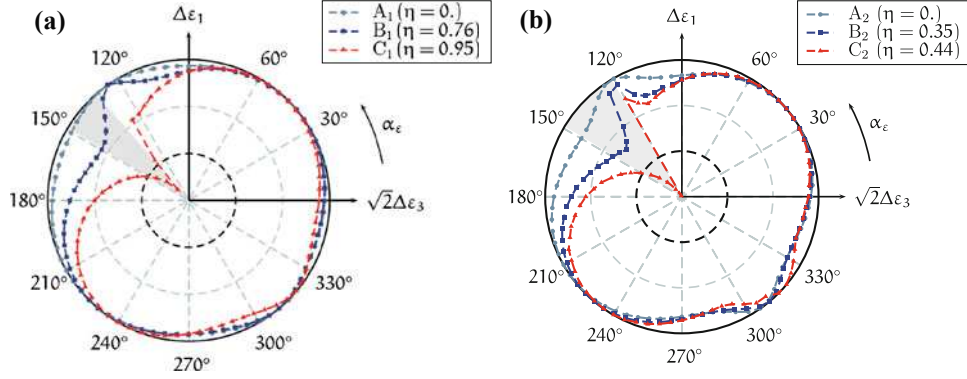 (a)
Δε₁
A₁(η = 0.)
B₁(η = 0.76)
C₁(η = 0.95)
120°
60°
150°
30°
α_ε
180°
√2Δε₃
210°
330°
240°
300°
270°
(b)
Δε₁
A₂ (η = 0.)
B₂ (η = 0.35)
C₂ (η = 0.44)
120°
60°
150°
30°
α_ε
180°
√2Δε₃
210°
330°
240°
300°
270°